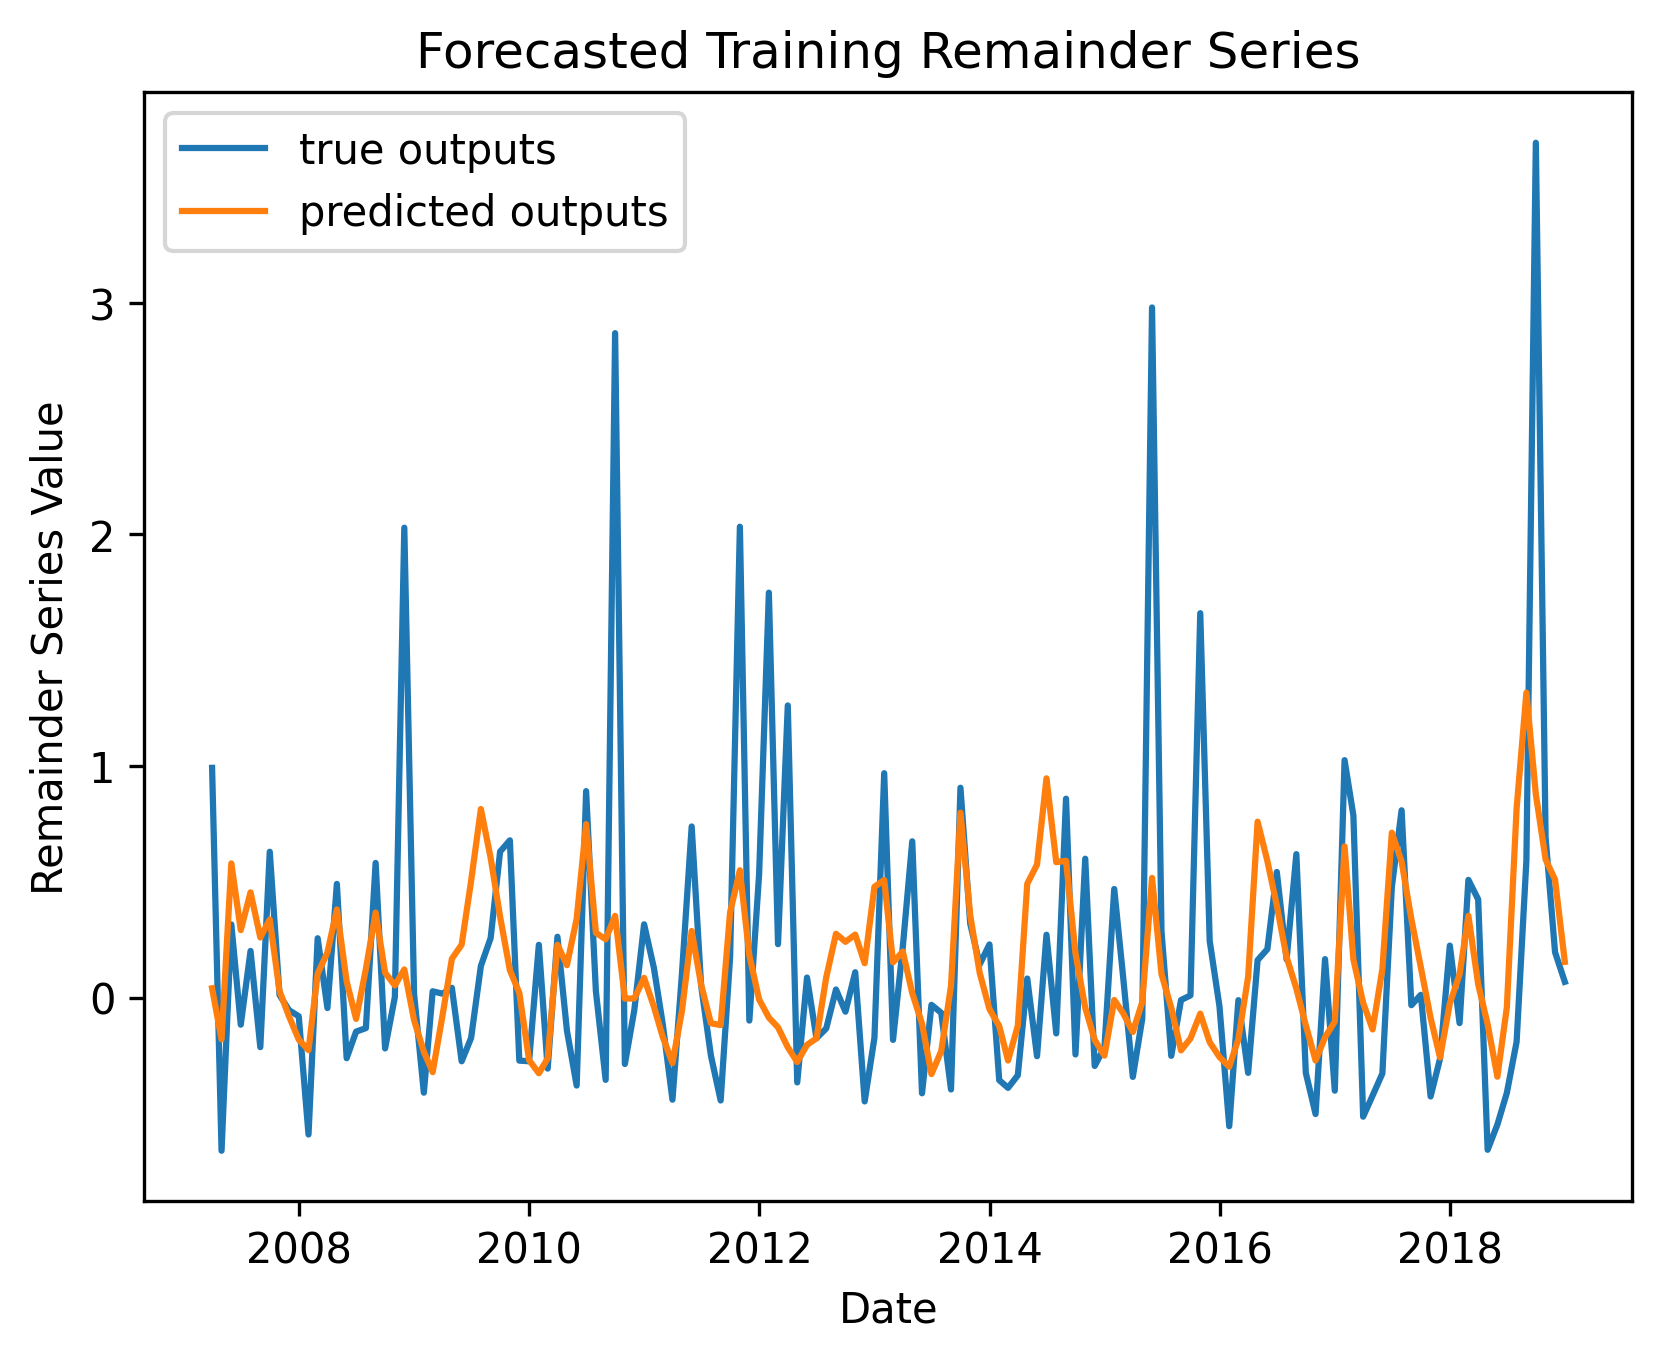 Forecasted Training Remainder Series
true outputs
predicted outputs
Remainder Series Value
3
2
1
0
2008 2010 2012 2014 2016 2018
Date